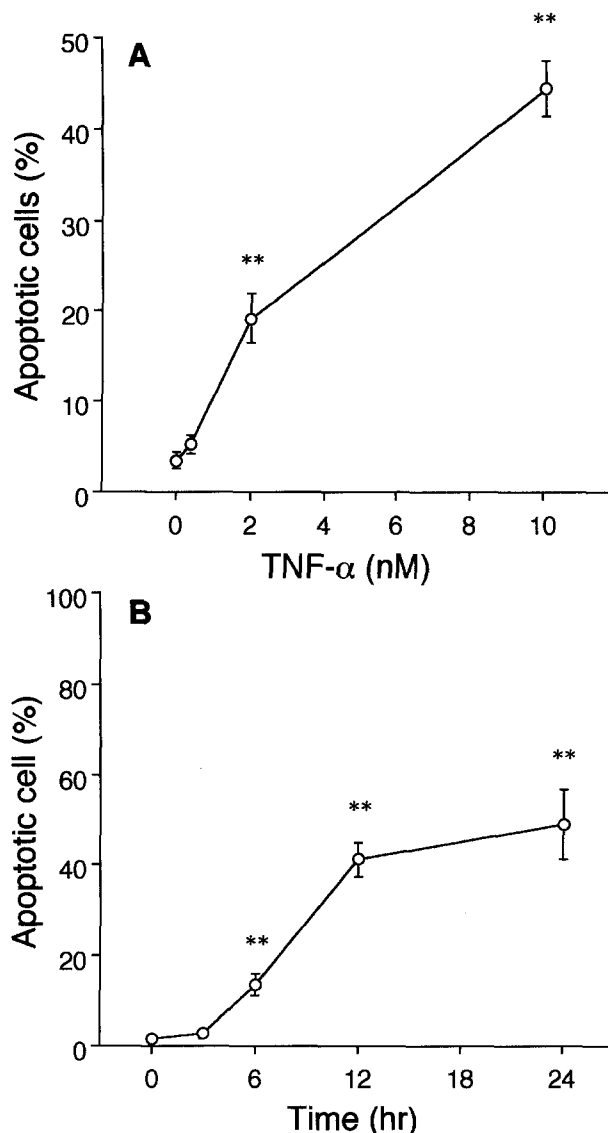 A
**
**
50
40
30
20
10
0
Apoptotic cells (%)
0 2 4 6 8 10
TNF-α (nM)
B
**
**
**
100
80
60
40
20
0
Apoptotic cell (%)
0 6 12 18 24
Time (hr)